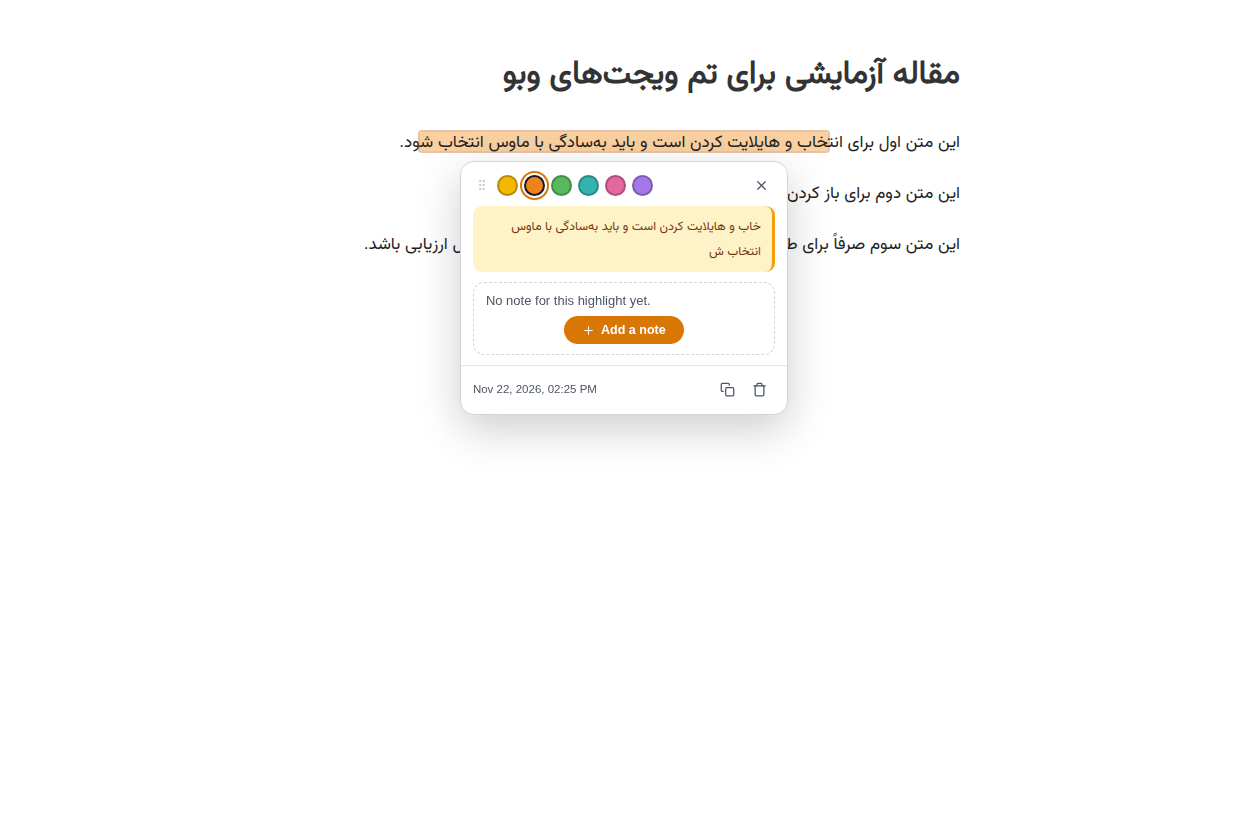 مقاله آزمایشی برای تم ویجت‌های وبو
این متن اول برای انتخاب و هایلایت کردن است و باید به‌سادگی با ماوس انتخاب شود.
این متن دوم برای باز کردن
این متن سوم صرفاً برای
ارزیابی باشد.
خاب و هایلایت کردن است و باید به‌سادگی با ماوس
انتخاب ش
No note for this highlight yet.
Add a note
Nov 22, 2026, 02:25 PM